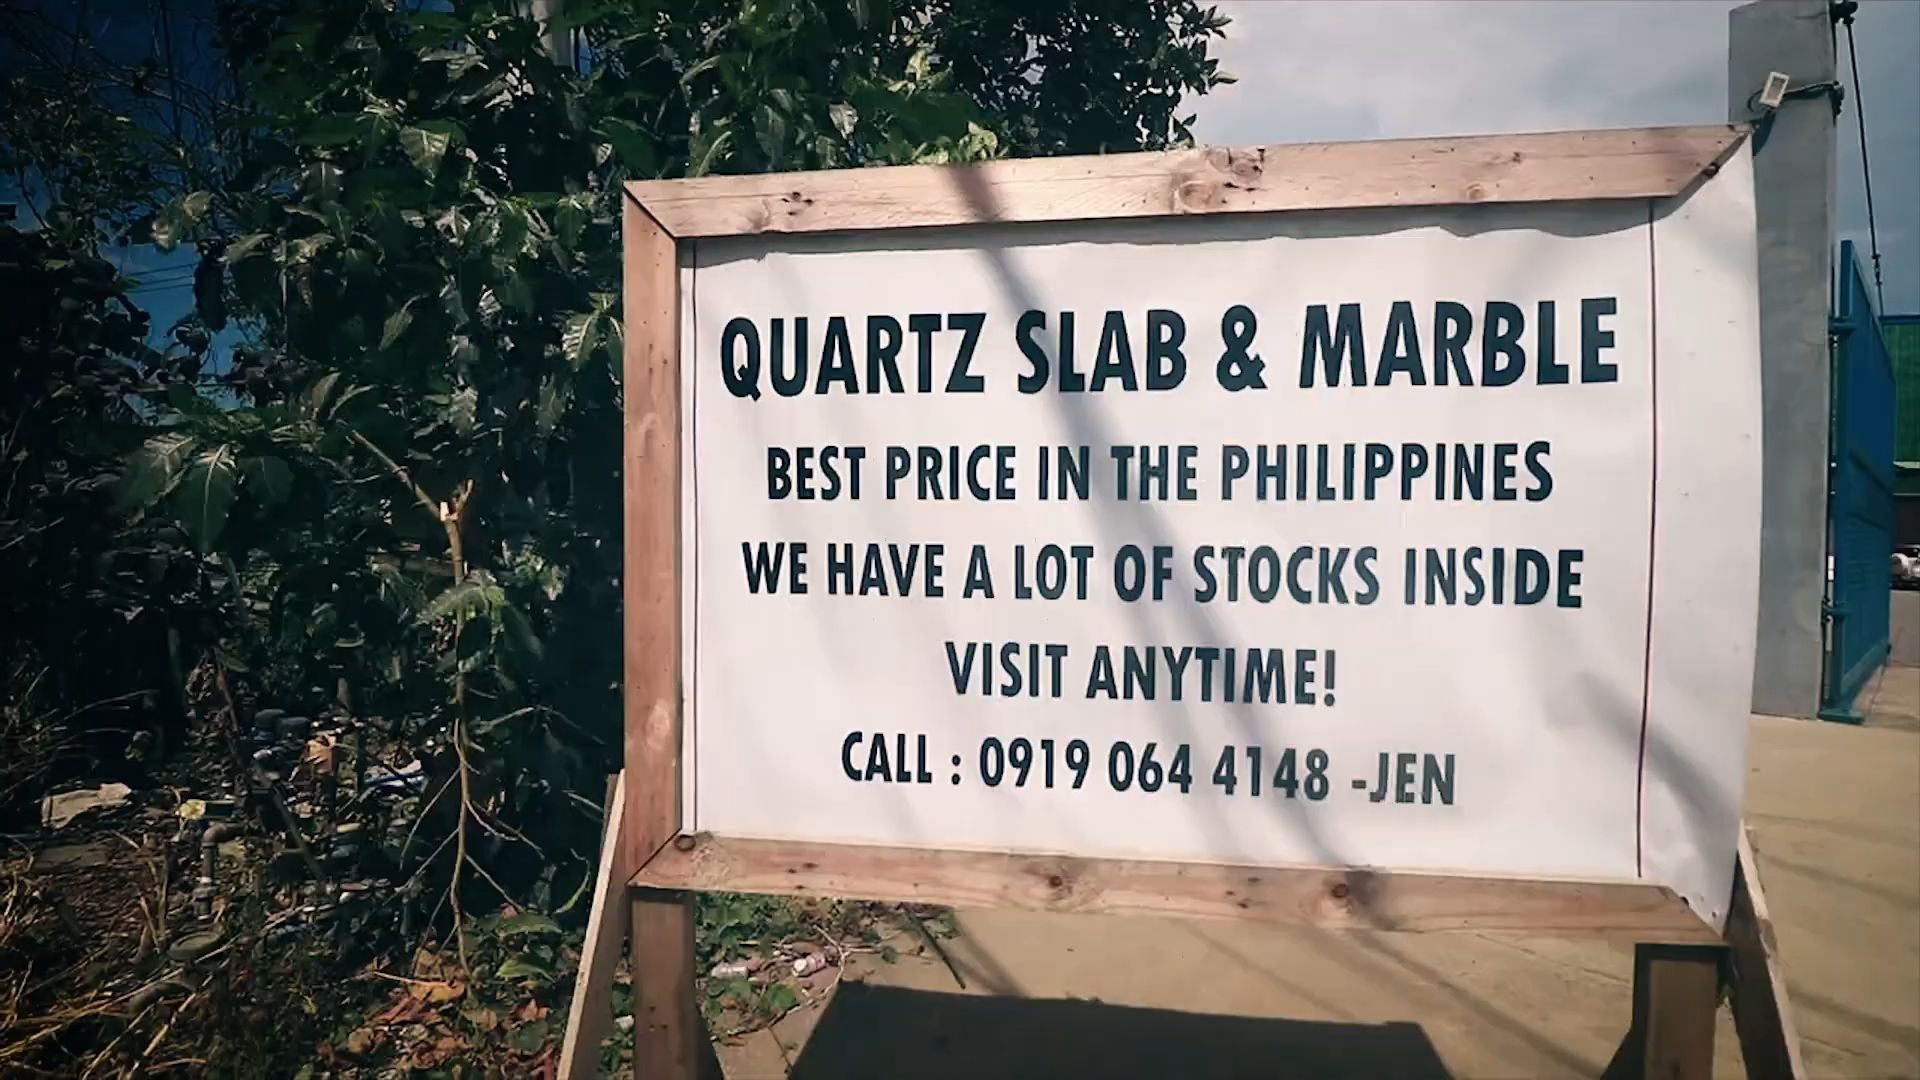 QUARTZ SLAB & MARBLE
BEST PRICE IN THE PHILIPPINES
WE HAVE A LOT OF STOCKS INSIDE
VISIT ANYTIME!
CALL : 0919 064 4148 -JEN